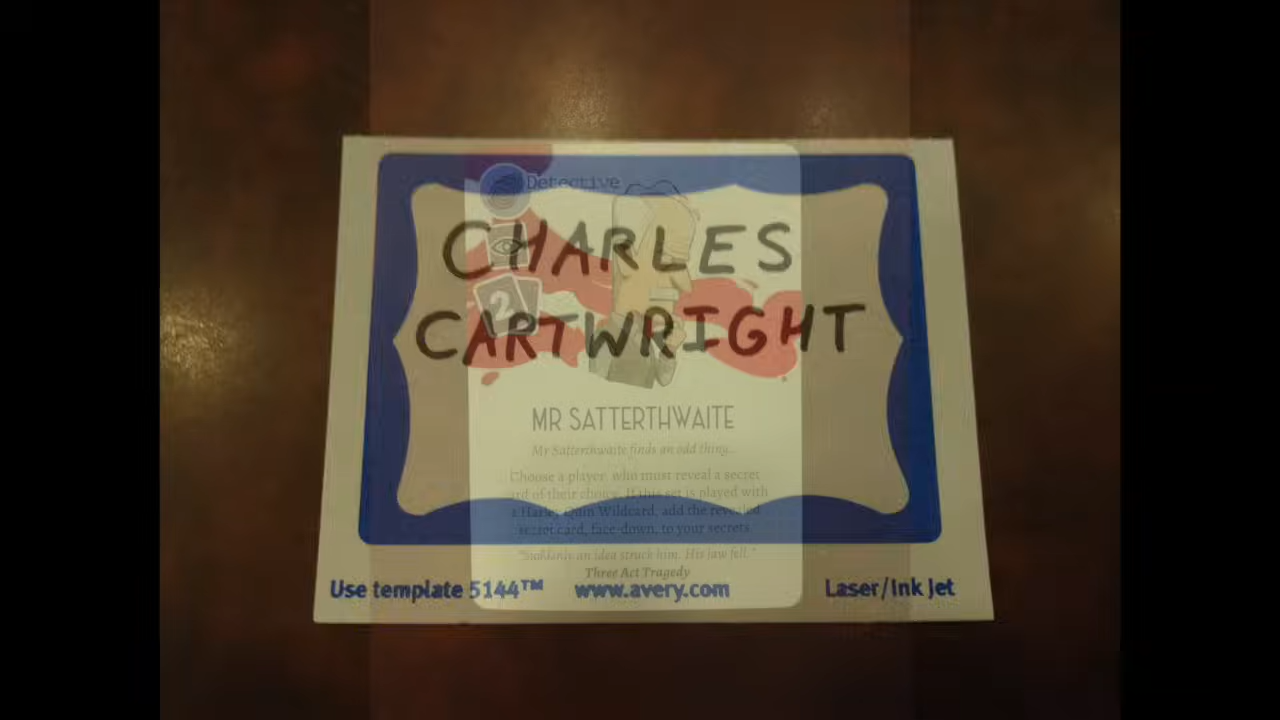 Detective
CHARLES
2
CARTWRIGHT
MR SATTERTHWAITE
Mr Satterthwaite finds an odd thing...
Choose a player, who must reveal a secret
card of their choice. If this set is played with
a Harley Quin Wildcard, add the revealed
secret card, face-down, to your secrets.
"Suddenly an idea struck him. His jaw fell."
Three Act Tragedy
Use template 5144™ www.avery.com Laser/Ink Jet